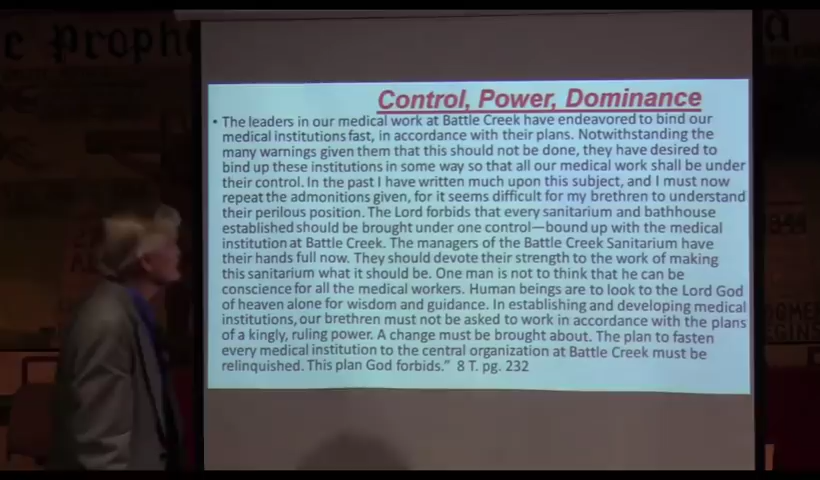 c Proph
Control, Power, Dominance
• The leaders in our medical work at Battle Creek have endeavored to bind our
medical institutions fast, in accordance with their plans. Notwithstanding the
many warnings given them that this should not be done, they have desired to
bind up these institutions in some way so that all our medical work shall be under
their control. In the past I have written much upon this subject, and I must now
repeat the admonitions given, for it seems difficult for my brethren to understand
their perilous position. The Lord forbids that every sanitarium and bathhouse
established should be brought under one control—bound up with the medical
institution at Battle Creek. The managers of the Battle Creek Sanitarium have
their hands full now. They should devote their strength to the work of making
this sanitarium what it should be. One man is not to think that he can be
conscience for all the medical workers. Human beings are to look to the Lord God
of heaven alone for wisdom and guidance. In establishing and developing medical
institutions, our brethren must not be asked to work in accordance with the plans
of a kingly, ruling power. A change must be brought about. The plan to fasten
every medical institution to the central organization at Battle Creek must be
relinquished. This plan God forbids.” 8 T. pg. 232
1844